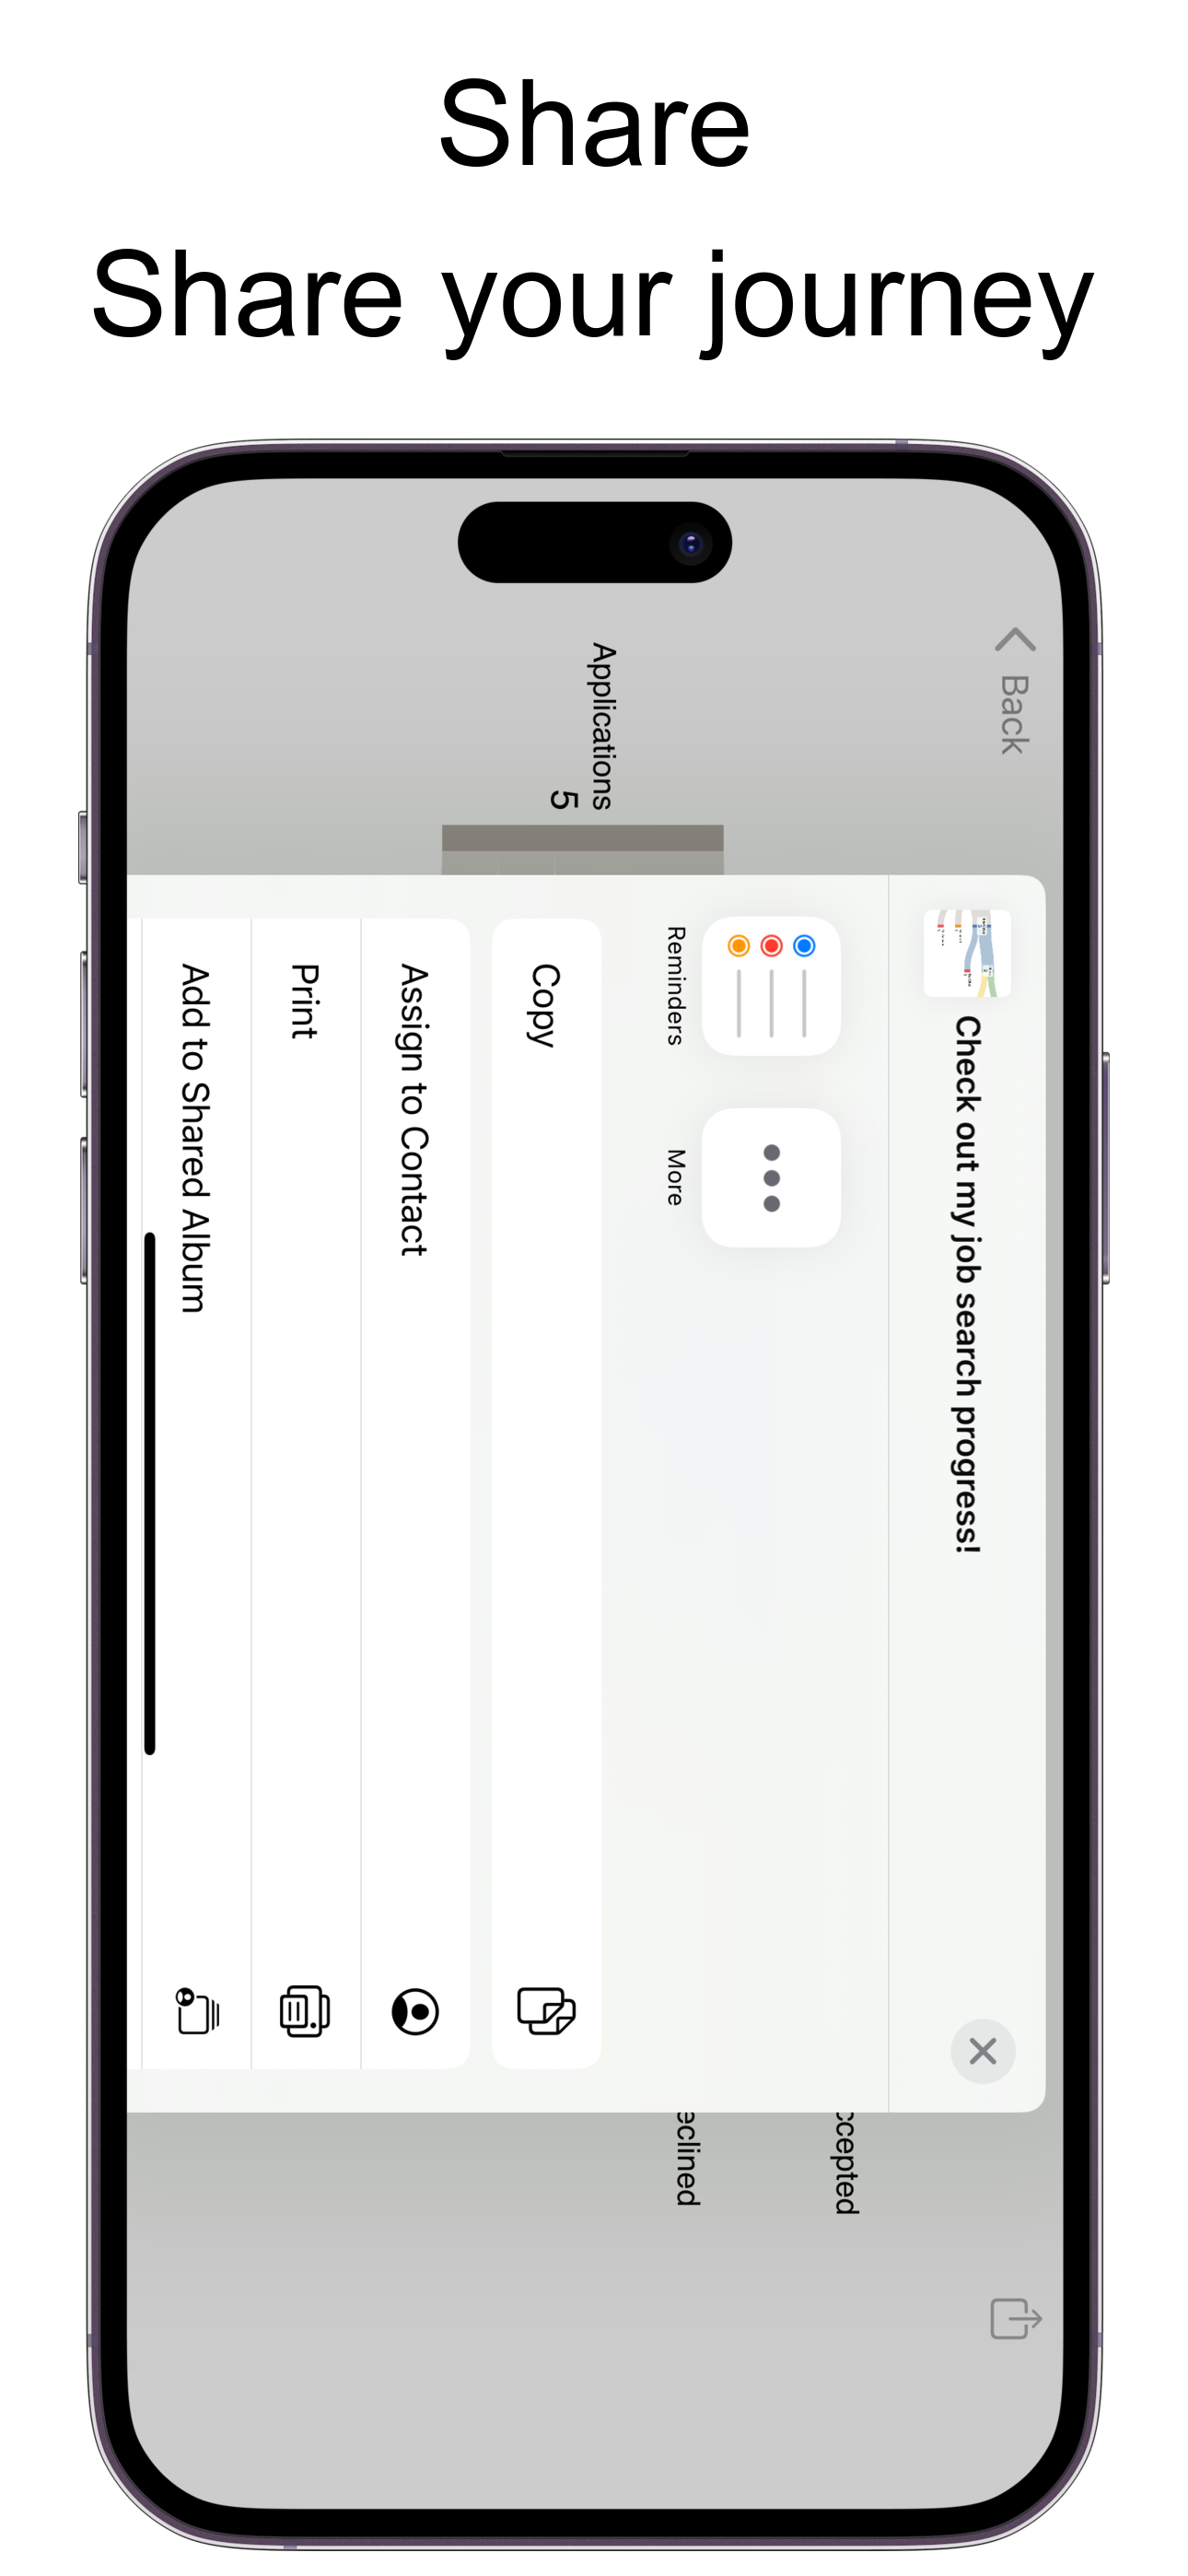 Share
Share your journey
Back
Check out my job search progress!
Reminders
More
Applications
5
Copy
Assign to Contact
Print
Add to Shared Album
ccepted
eclined